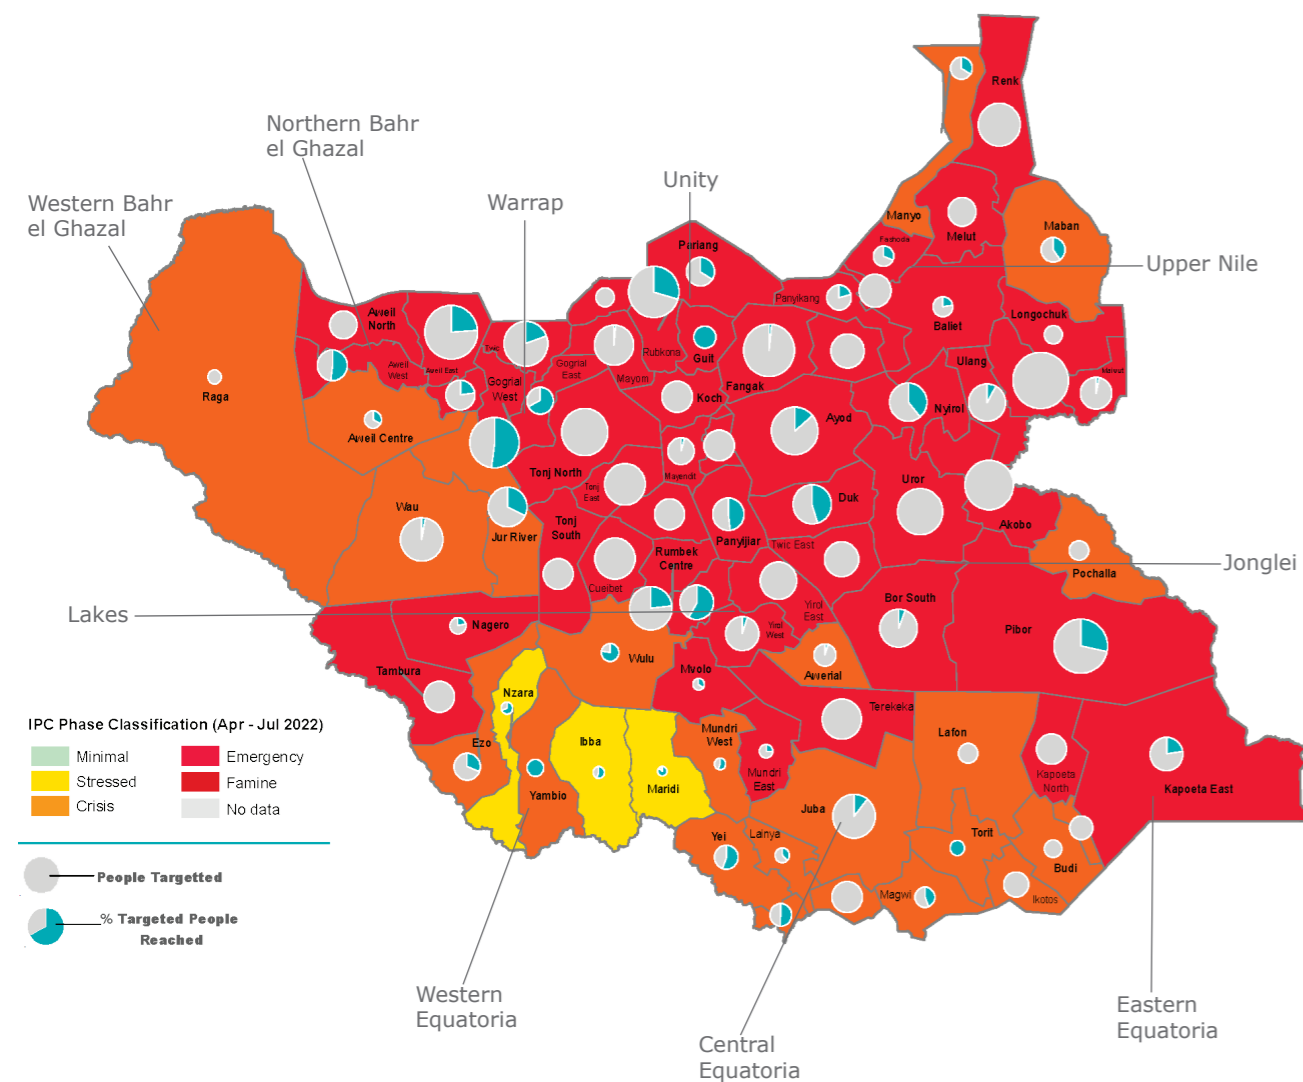 Renk
Northern Bahr
el Ghazal
Unity
Western Bahr
el Ghazal
Warrap
Manyo
Melut
Maban
Pariang
Fashoda
Upper Nile
Panyikang
Baliet
Longochuk
Aweil
North
Twic
Rubkona
Guit
Ulang
Maiwut
Aweil
West
Aweil East
Gogrial
West
Gogrial
East
Mayom
Fangak
Koch
Nyirol
Raga
Aweil Centre
Ayod
Tonj North
Mayendit
Uror
Tonj
East
Duk
Wau
Jur River
Tonj
South
Panyijiar
Akobo
Rumbek
Centre
Twic East
Jonglei
Pochalla
Cueibet
Yirol
East
Bor South
Lakes
Nagero
Yirol
West
Pibor
Wulu
Mvolo
Awerial
Tambura
Nzara
Terekeka
IPC Phase Classification (Apr - Jul 2022)
Minimal
Emergency
Stressed
Famine
Crisis
No data
Ezo
Ibba
Mundri
West
Lafon
Mundri
East
Kapoeta
North
Yambio
Maridi
Kapoeta East
Juba
Yei
Lainya
Torit
Budi
Magwi
Ikotos
People Targetted
% Targeted People
Reached
Western
Equatoria
Central
Equatoria
Eastern
Equatoria